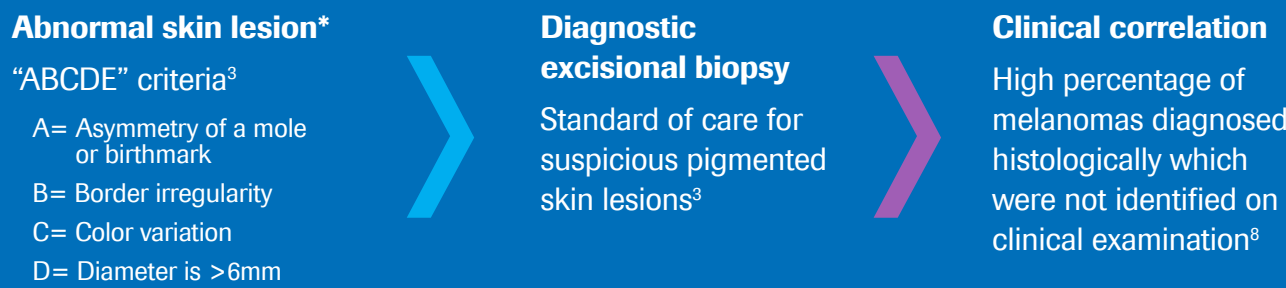 Abnormal skin lesion*
“ABCDE” criteria³
A= Asymmetry of a mole
or birthmark
B= Border irregularity
C= Color variation
D= Diameter is >6mm
Diagnostic
excisional biopsy
Standard of care for
suspicious pigmented
skin lesions³
Clinical correlation
High percentage of
melanomas diagnosed
histologically which
were not identified on
clinical examination⁸